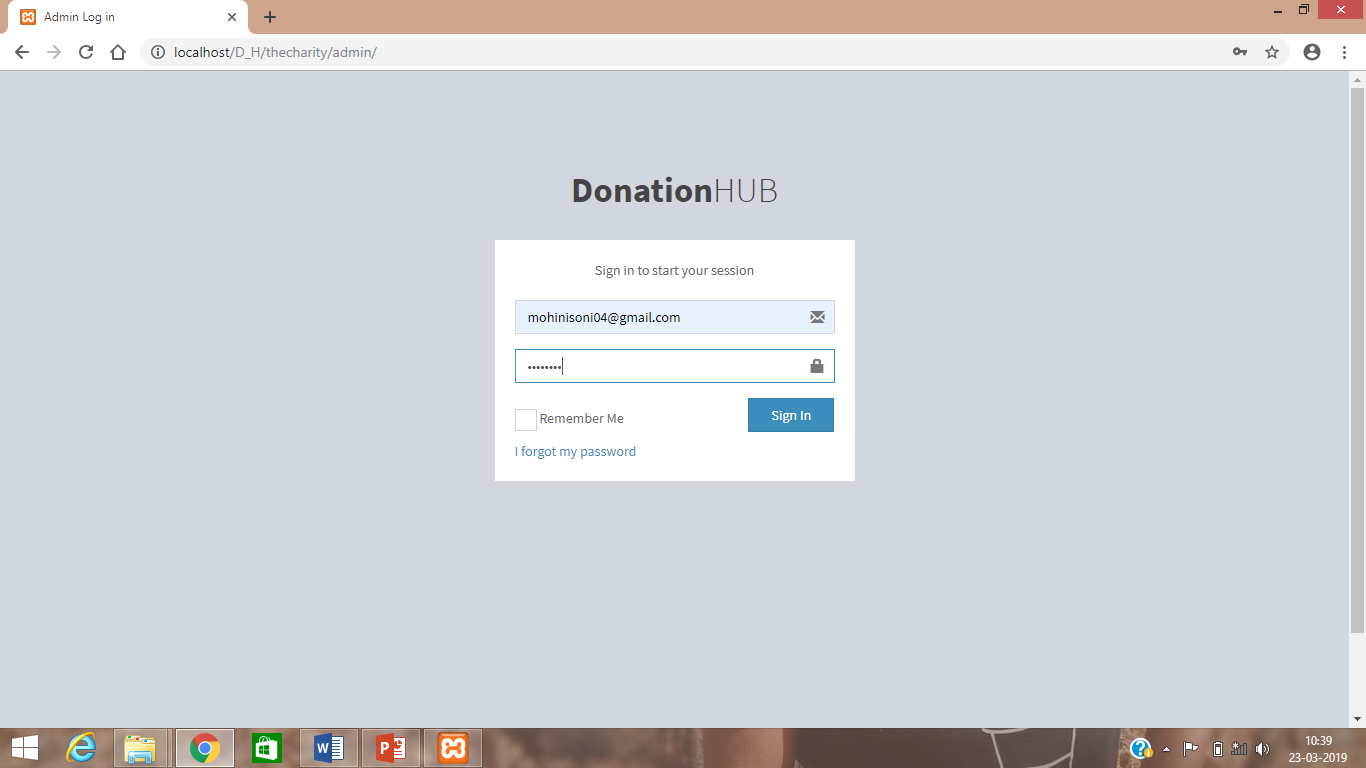 Admin Log in
localhost/D_H/thecharity/admin/
DonationHUB
Sign in to start your session
mohinisoni04@gmail.com
••••••••
Remember Me
Sign In
I forgot my password
10:39
23-03-2019